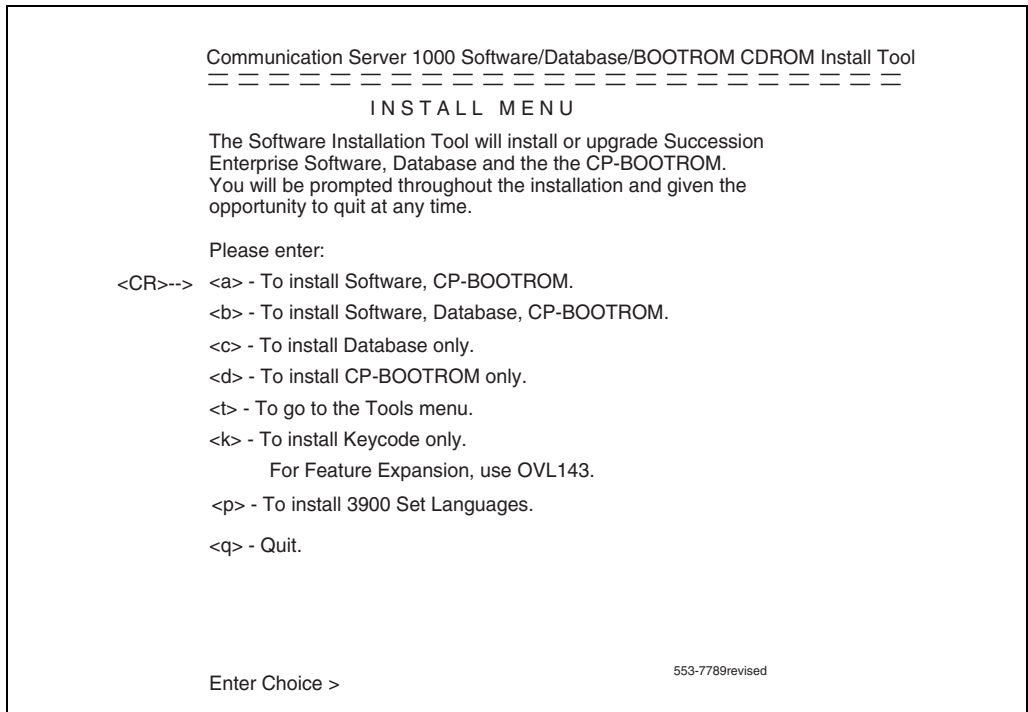 Communication Server 1000 Software/Database/BOOTROM CDROM Install Tool
= = = = = = = = = = = = = = = = = = = = = = =
INSTALL MENU
The Software Installation Tool will install or upgrade Succession
Enterprise Software, Database and the the CP-BOOTROM.
You will be prompted throughout the installation and given the
opportunity to quit at any time.
Please enter:
<CR>--> <a> - To install Software, CP-BOOTROM.
<b> - To install Software, Database, CP-BOOTROM.
<c> - To install Database only.
<d> - To install CP-BOOTROM only.
<t> - To go to the Tools menu.
<k> - To install Keycode only.
For Feature Expansion, use OVL143.
<p> - To install 3900 Set Languages.
<q> - Quit.
553-7789revised
Enter Choice >